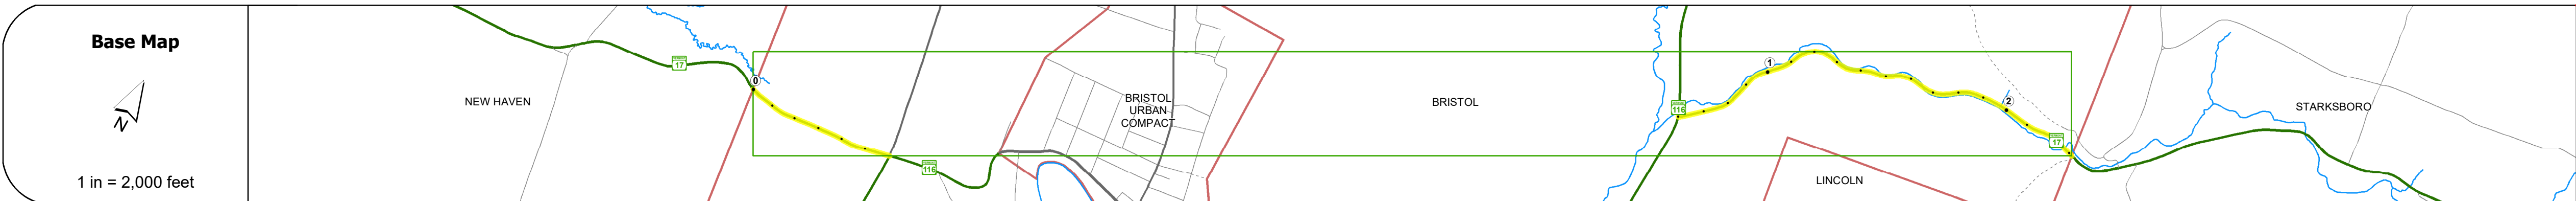 Base Map
N
1 in = 2,000 feet
NEW HAVEN
17
0
116
BRISTOL
URBAN
COMPACT
BRISTOL
116
1
2
17
LINCOLN
STARKSBORO